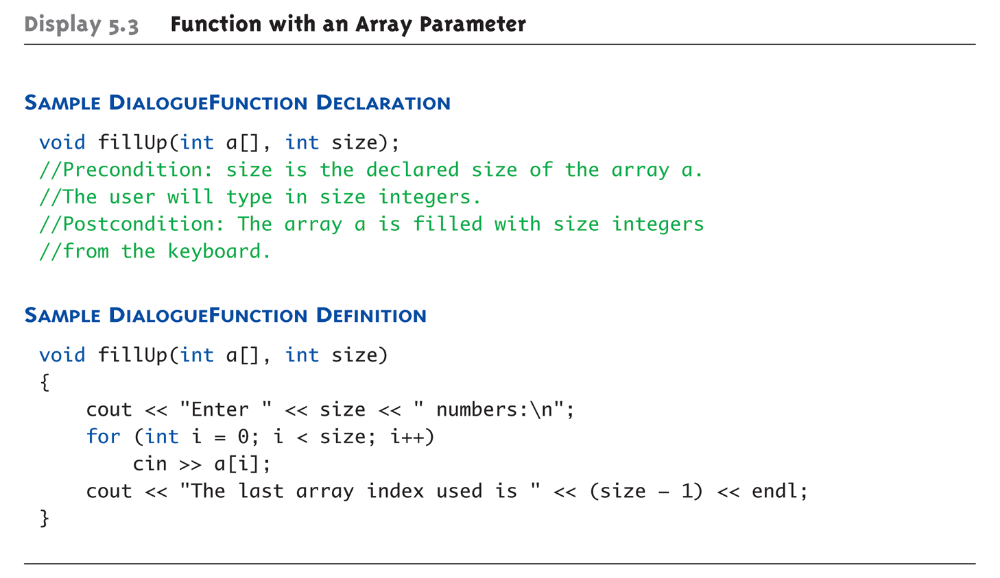 Display 5.3 Function with an Array Parameter
SAMPLE DIALOGUEFUNCTION DECLARATION
void fillUp(int a[], int size);
//Precondition: size is the declared size of the array a.
//The user will type in size integers.
//Postcondition: The array a is filled with size integers
//from the keyboard.
SAMPLE DIALOGUEFUNCTION DEFINITION
void fillUp(int a[], int size)
{
    cout << "Enter " << size << " numbers:\n";
    for (int i = 0; i < size; i++)
        cin >> a[i];
    cout << "The last array index used is " << (size – 1) << endl;
}